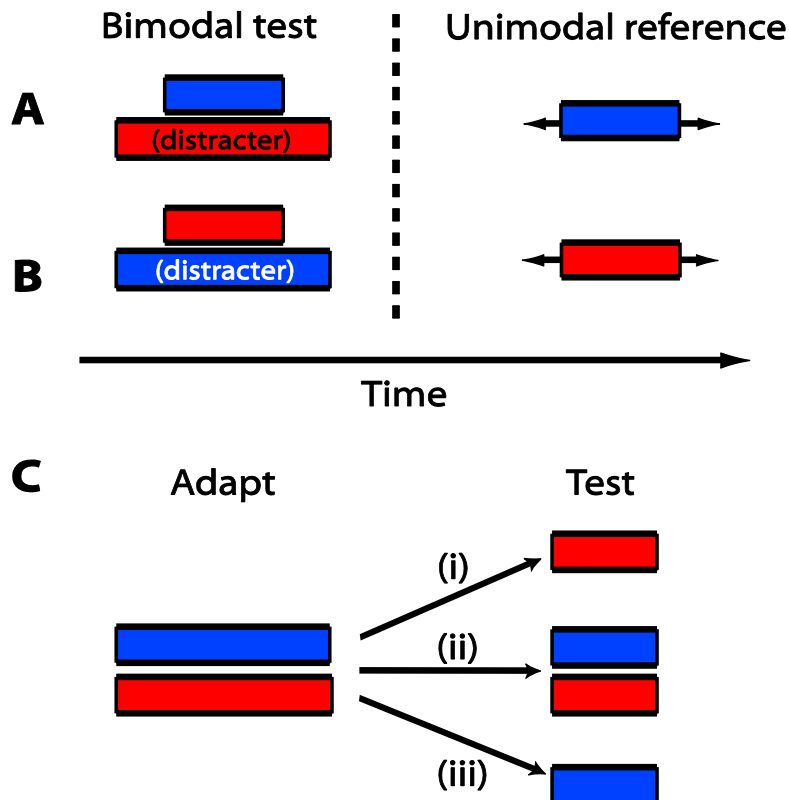 Bimodal test
Unimodal reference
A
(distracter)
B
(distracter)
Time
C
Adapt
Test
(i)
(ii)
(iii)